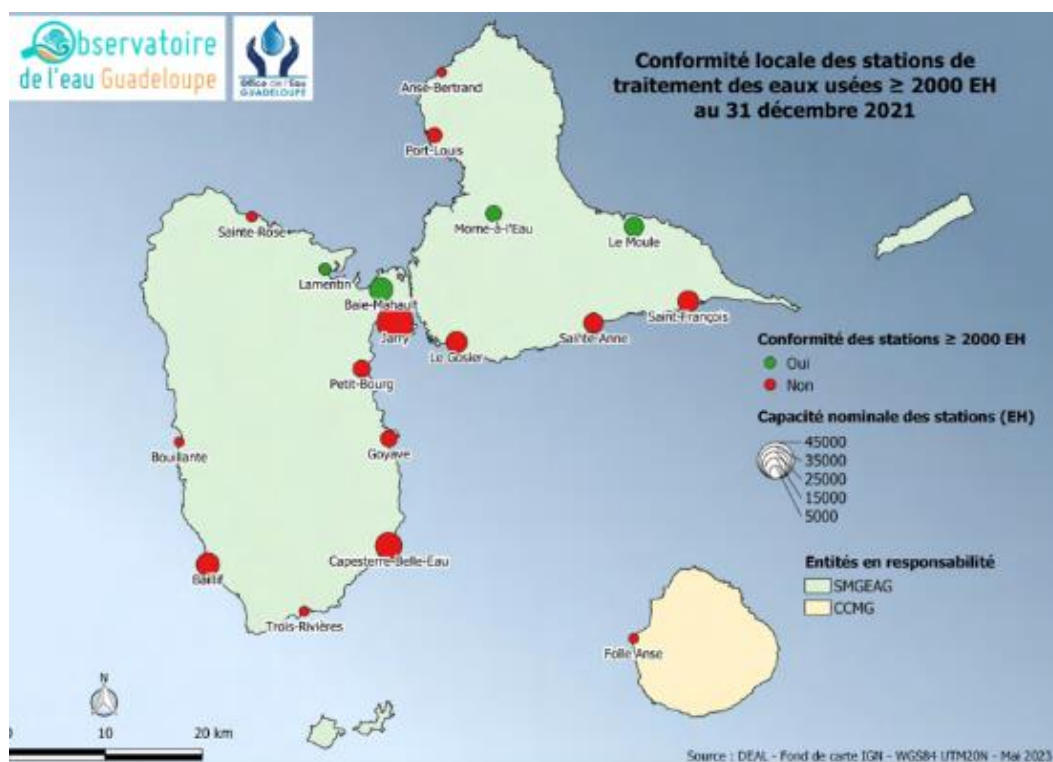 Observatoire
de l'eau Guadeloupe
Office de l'Eau
GUADELOUPE
Conformité locale des stations de
traitement des eaux usées ≥ 2000 EH
au 31 décembre 2021
Anse-Bertrand
Port-Louis
Sainte-Rose
Morne-à-l'Eau
Le Moule
Lamentin
Baie-Mahault
Jarry
Le Gosier
Sainte-Anne
Saint-François
Petit-Bourg
Bouillante
Goyave
Capesterre-Belle-Eau
Baillif
Trois-Rivières
Folle Anse
Conformité des stations ≥ 2000 EH
Oui
Non
Capacité nominale des stations (EH)
45000
35000
25000
15000
5000
Entités en responsabilité
SMGEAG
CCMG
N
0 10 20 km
Source : DEAL - Fond de carte IGN - WGS84 UTM20N - Mai 2023